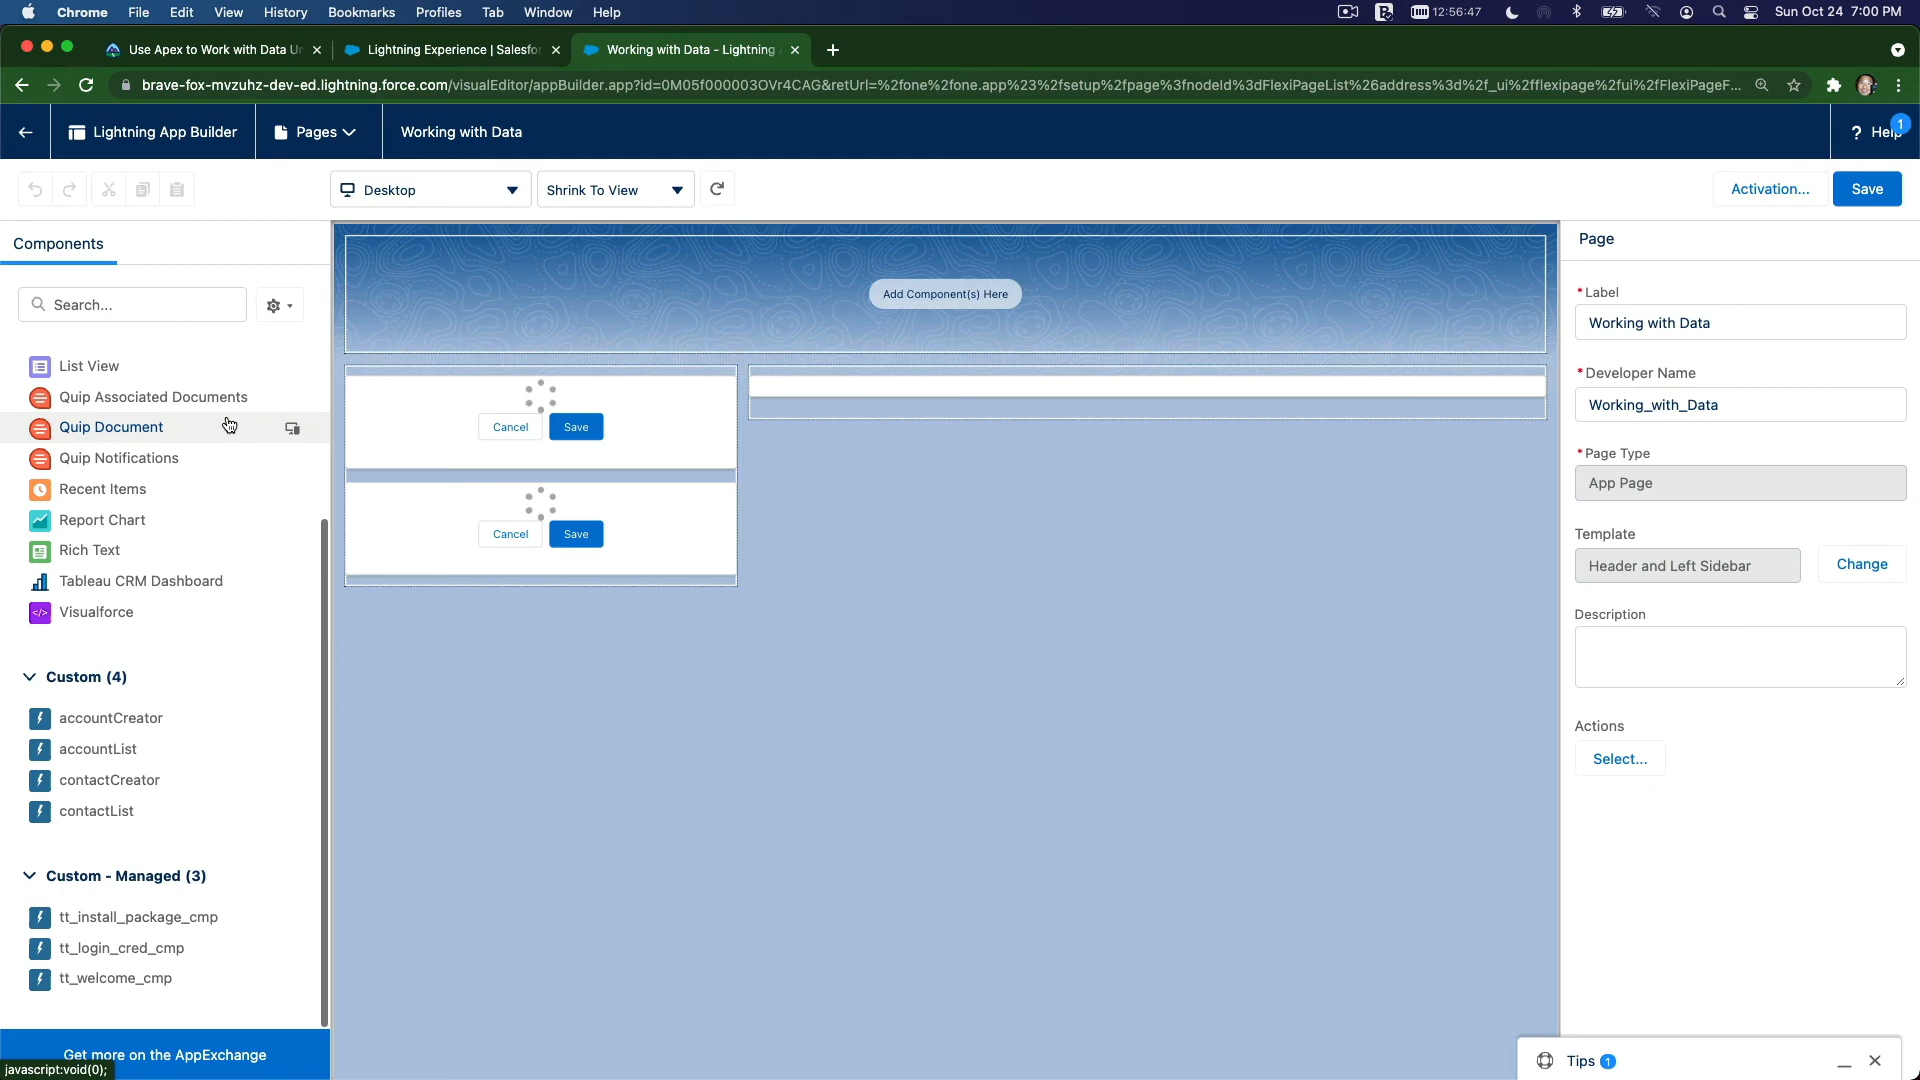 Chrome File Edit View History Bookmarks Profiles Tab Window Help 12:56:47 Sun Oct 24 7:00 PM
Use Apex to Work with Data Un Lightning Experience | Salesfor Working with Data - Lightning
brave-fox-mvzuhz-dev-ed.lightning.force.com/visualEditor/appBuilder.app?id=0M05f000003OVr4CAG&retUrl=%2fone%2fone.app%23%2fsetup%2fpage%3fnodeId%3dFlexiPageList%26address%3d%2f_ui%2fflexipage%2fui%2fFlexiPageF...
Lightning App Builder Pages Working with Data ? Help 1
Desktop Shrink To View Activation... Save
Components
Search...
List View
Quip Associated Documents
Quip Document
Quip Notifications
Recent Items
Report Chart
Rich Text
Tableau CRM Dashboard
Visualforce
Custom (4)
accountCreator
accountList
contactCreator
contactList
Custom - Managed (3)
tt_install_package_cmp
tt_login_cred_cmp
tt_welcome_cmp
Get more on the AppExchange
javascript:void(0);
Add Component(s) Here
Cancel Save
Cancel Save
Page
*Label
Working with Data
*Developer Name
Working_with_Data
*Page Type
App Page
Template
Header and Left Sidebar Change
Description
Actions
Select...
Tips 1